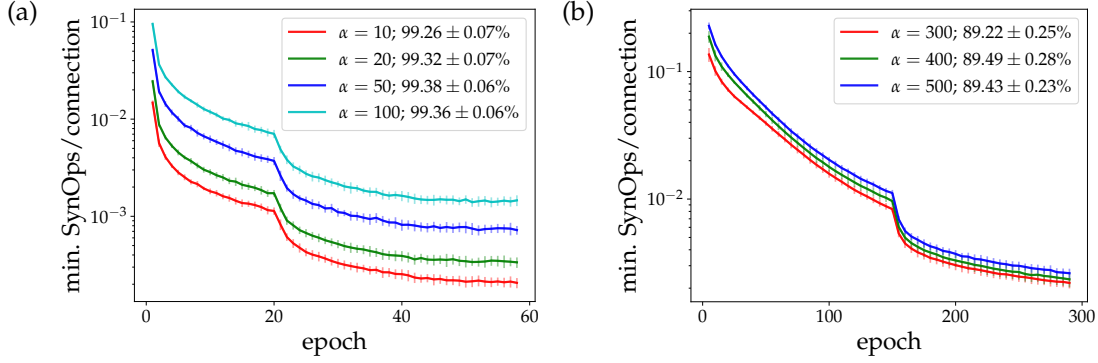 (a)
min. SynOps/connection
10⁻¹
10⁻²
10⁻³
α = 10; 99.26 ± 0.07%
α = 20; 99.32 ± 0.07%
α = 50; 99.38 ± 0.06%
α = 100; 99.36 ± 0.06%
0 20 40 60
epoch
(b)
min. SynOps/connection
10⁻¹
10⁻²
α = 300; 89.22 ± 0.25%
α = 400; 89.49 ± 0.28%
α = 500; 89.43 ± 0.23%
0 100 200 300
epoch